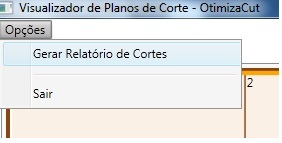 Visualizador de Planos de Corte - OtimizaCut
Opções
Gerar Relatório de Cortes
Sair
2